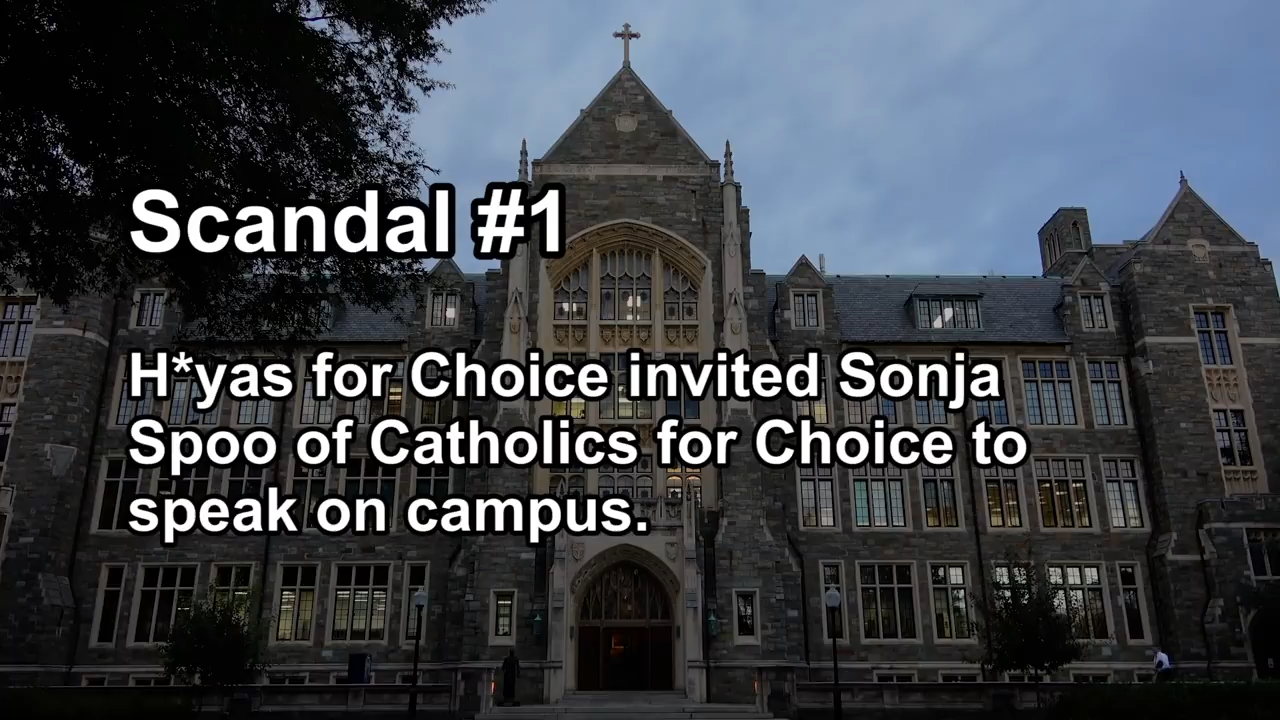 Scandal #1
H*yas for Choice invited Sonja
Spoo of Catholics for Choice to
speak on campus.